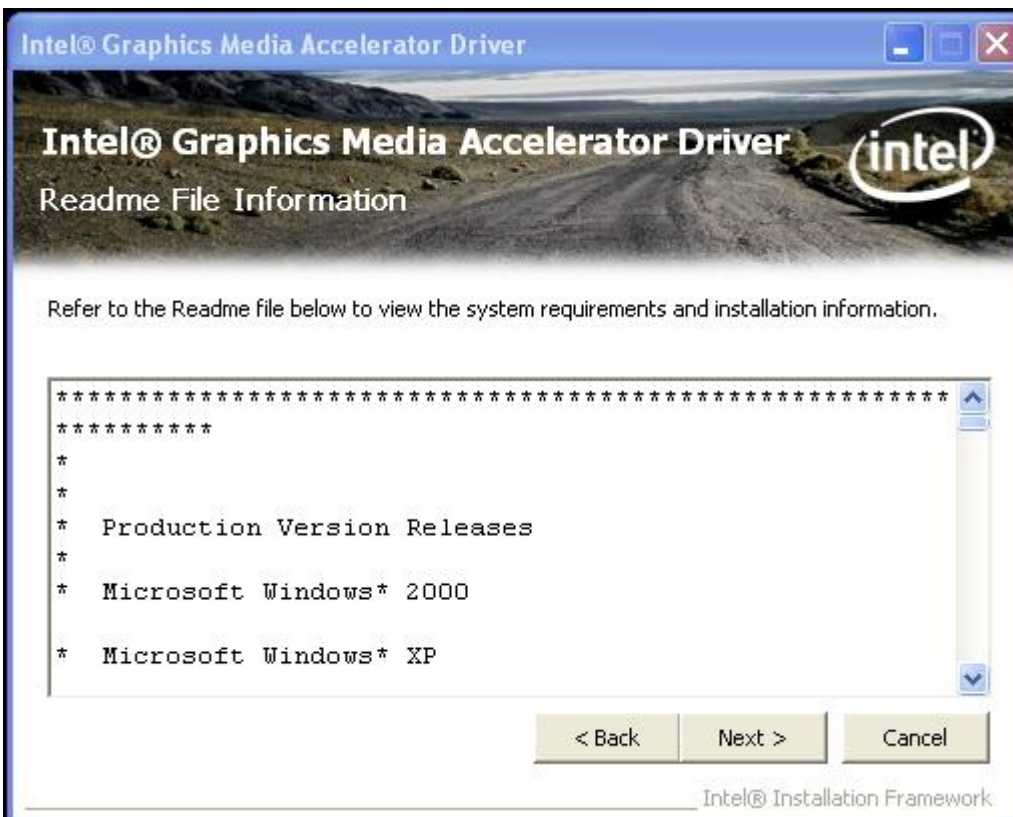 Intel® Graphics Media Accelerator Driver
Intel® Graphics Media Accelerator Driver
intel
Readme File Information
Refer to the Readme file below to view the system requirements and installation information.
*********************************************************
**********
*
*
* Production Version Releases
*
* Microsoft Windows* 2000
* Microsoft Windows* XP
*
< Back
Next >
Cancel
Intel® Installation Framework